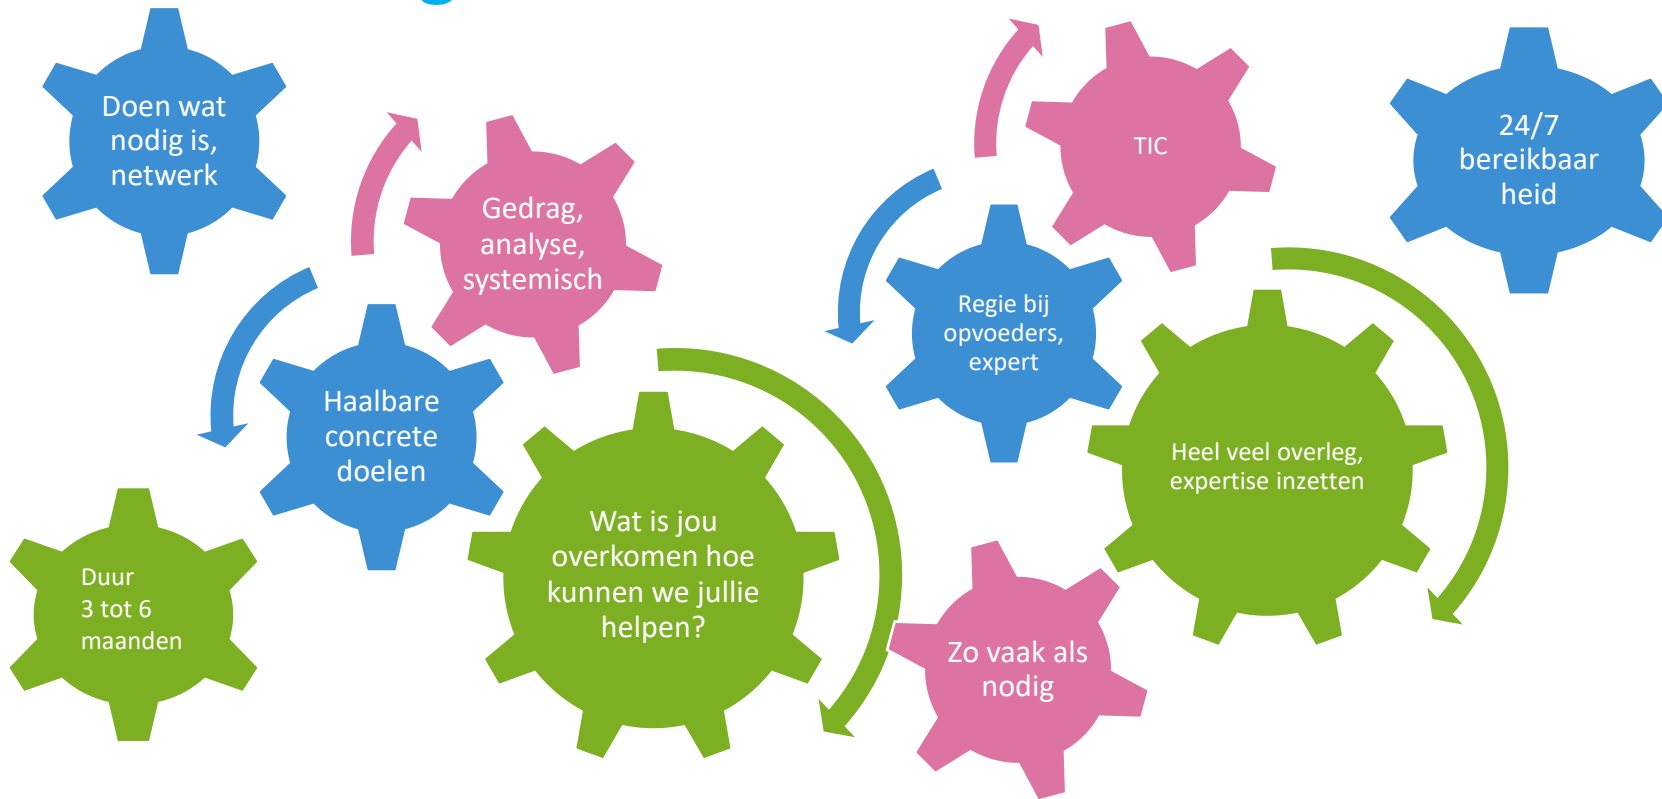 Doen wat
nodig is,
netwerk
Gedrag,
analyse,
systemisch
Haalbare
concrete
doelen
Duur
3 tot 6
maanden
Wat is jou
overkomen hoe
kunnen we jullie
helpen?
TIC
24/7
bereikbaar
heid
Regie bij
opvoeders,
expert
Heel veel overleg,
expertise inzetten
Zo vaak als
nodig